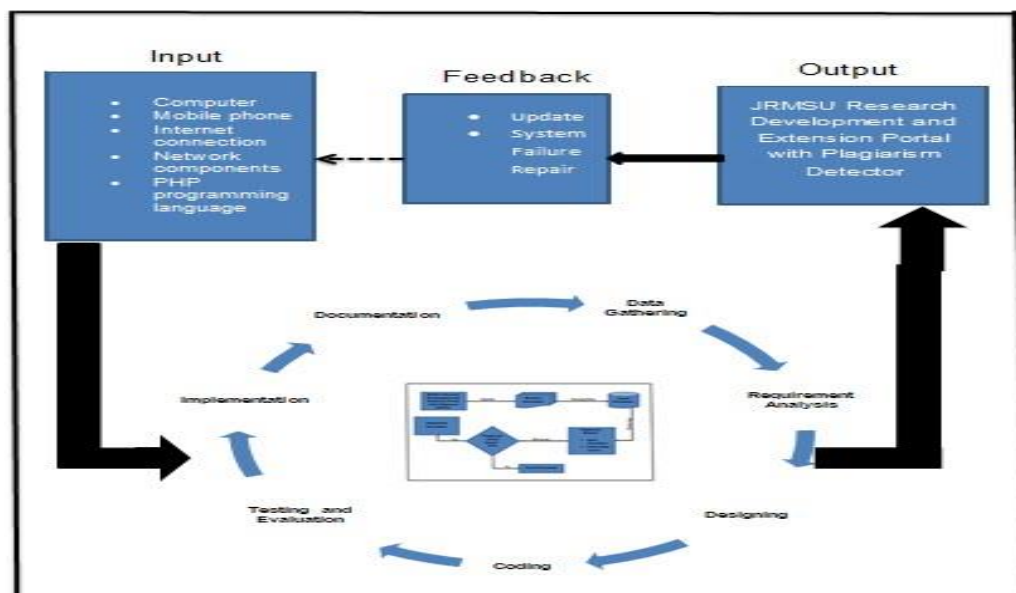 Input
Computer
Mobile phone
Internet
connection
Network
components
PHP
programming
language
Feedback
Update
System
Failure
Repair
Output
JRMSU Research
Development and
Extension Portal
with Plagiarism
Detector
Documentation
Data
Gathering
Requirement
Analysis
Designing
Coding
Testing and
Evaluation
Implementation